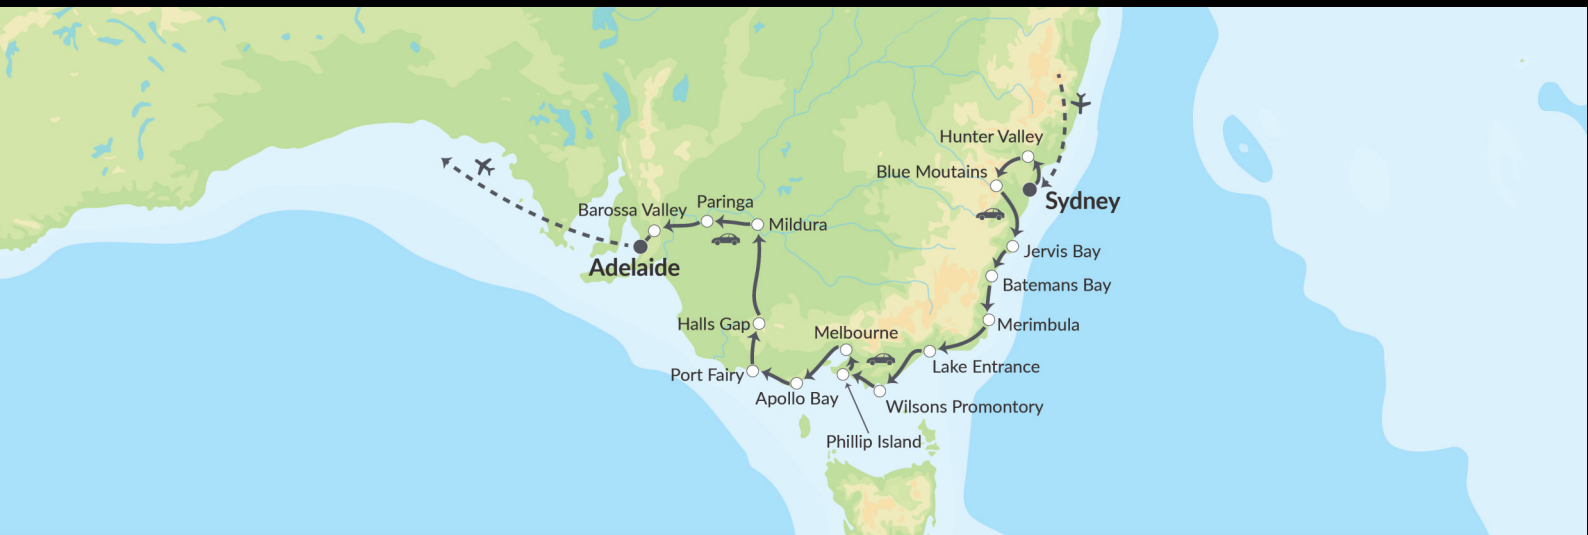 Hunter Valley
Blue Moutains
Sydney
Paringa
Barossa Valley
Mildura
Adelaide
Jervis Bay
Batemans Bay
Halls Gap
Melbourne
Merimbula
Port Fairy
Lake Entrance
Apollo Bay
Wilsons Promontory
Phillip Island